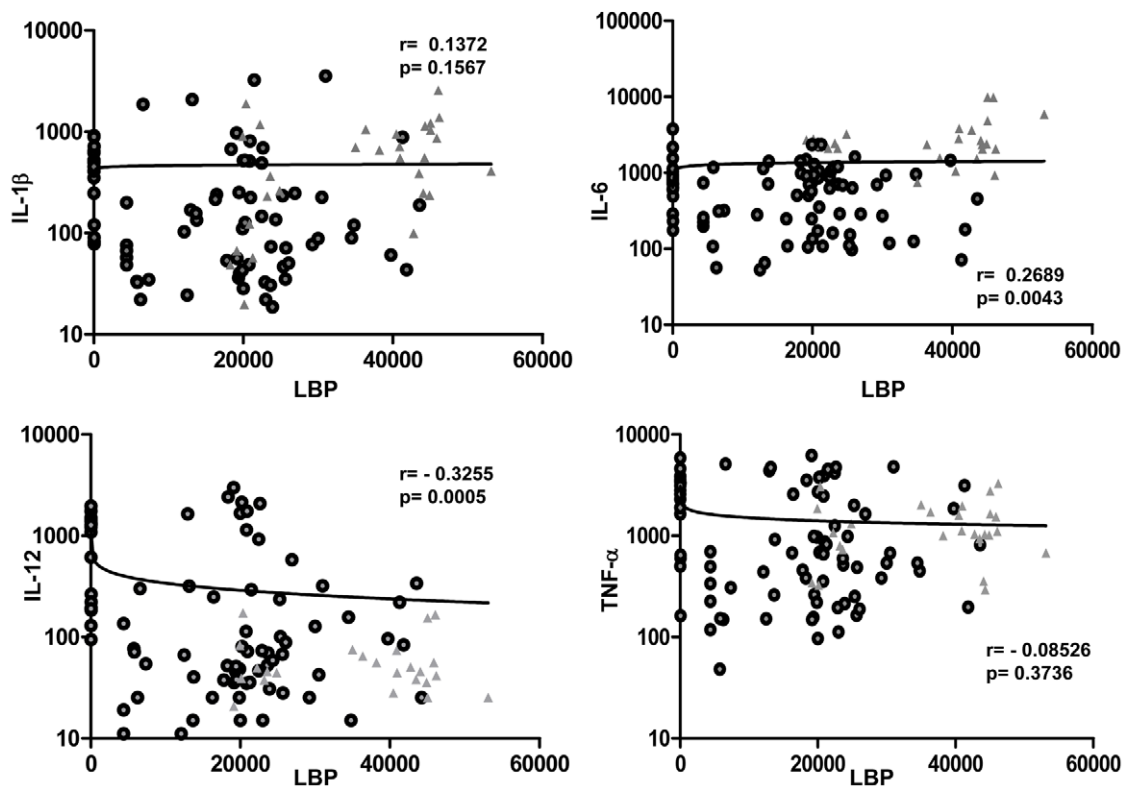 10000
1000
100
10
IL-1β
r= 0.1372
p= 0.1567
0
20000
40000
60000
LBP
100000
10000
1000
100
10
IL-6
r= 0.2689
p= 0.0043
0
20000
40000
60000
LBP
10000
1000
100
10
IL-12
r= - 0.3255
p= 0.0005
0
20000
40000
60000
LBP
10000
1000
100
10
TNF-α
r= - 0.08526
p= 0.3736
0
20000
40000
60000
LBP